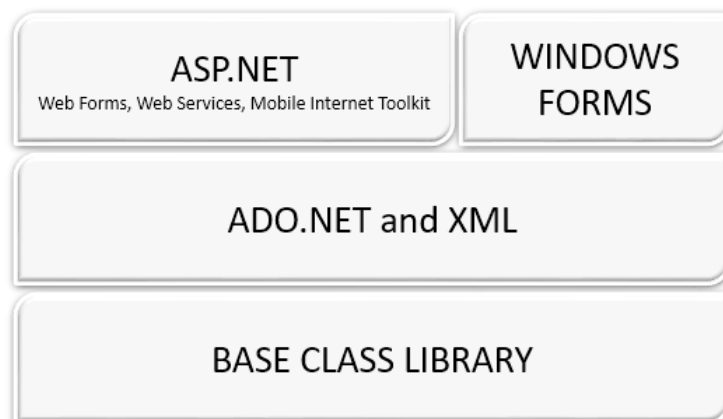 ASP.NET
Web Forms, Web Services, Mobile Internet Toolkit
WINDOWS
FORMS
ADO.NET and XML
BASE CLASS LIBRARY